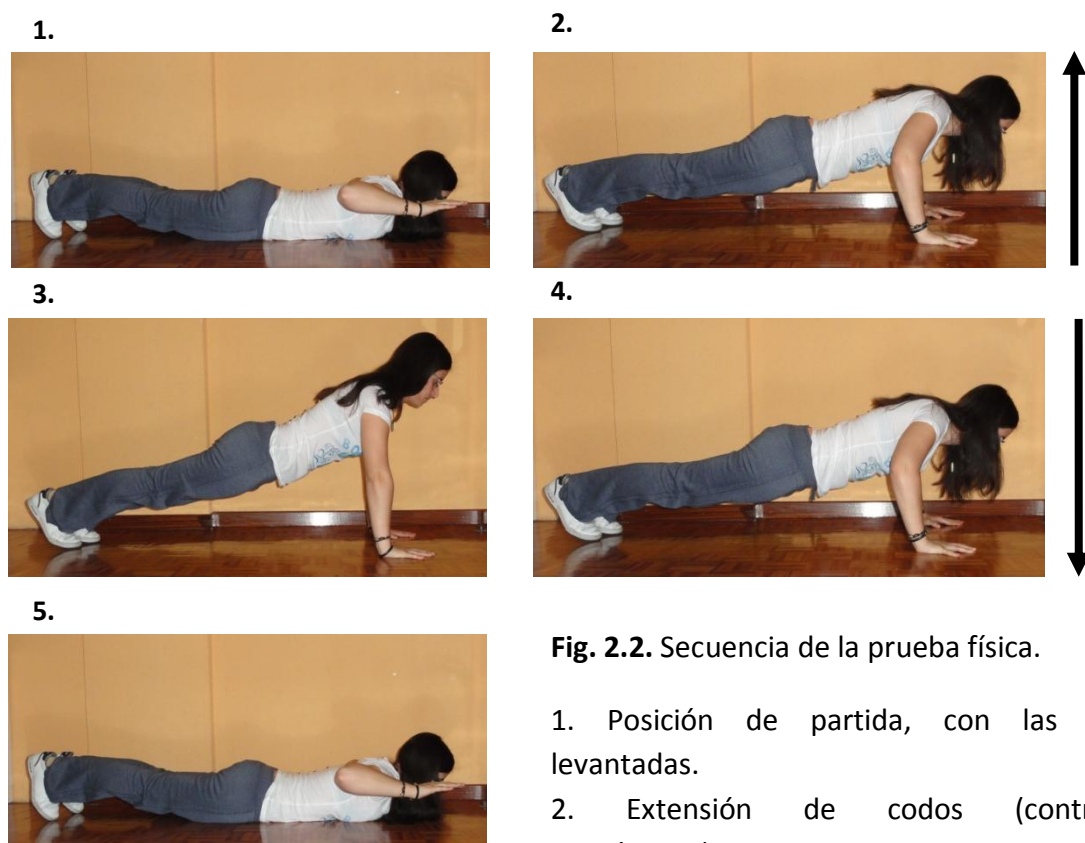 1.
2.
3.
4.
5.
Fig. 2.2. Secuencia de la prueba física.
1. Posición de partida, con las
levantadas.
2. Extensión de codos